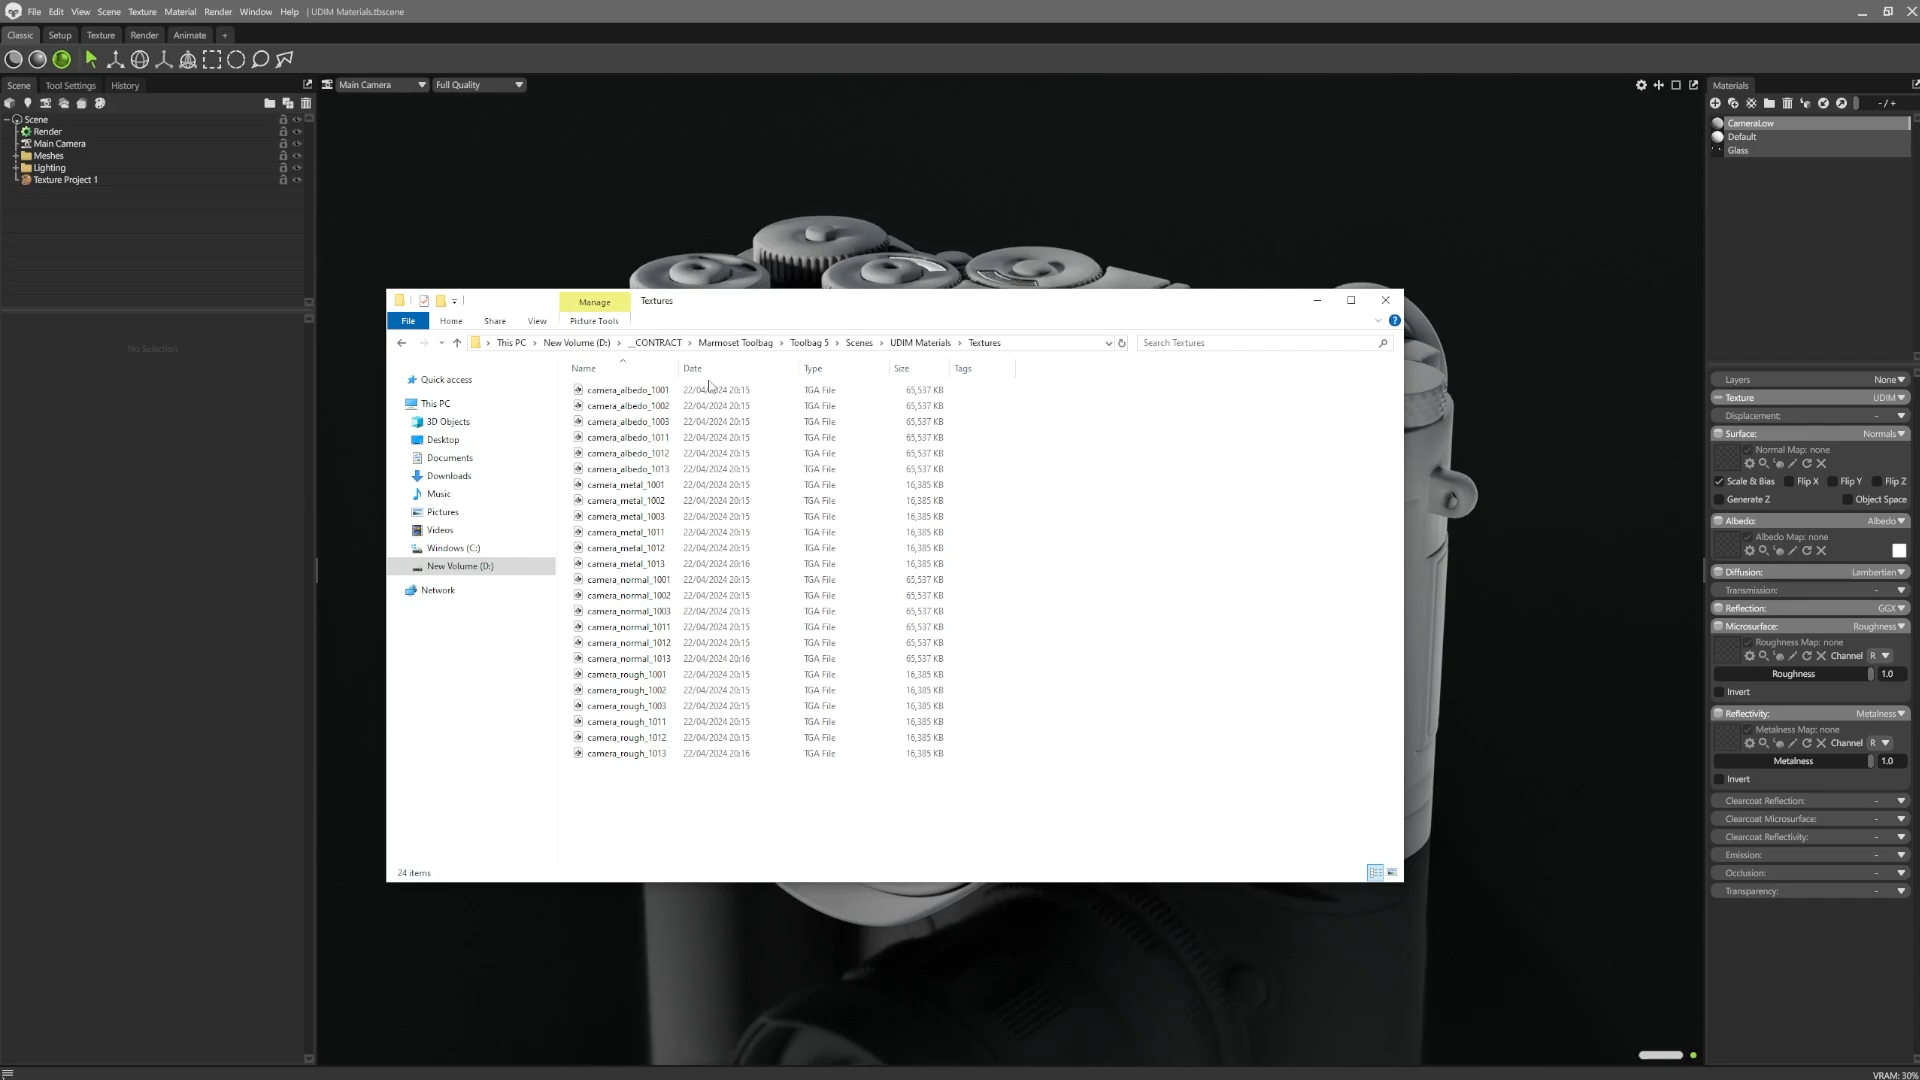 File Edit View Scene Texture Material Render Window Help | UDIM Materials.tbscene
Classic Setup Texture Render Animate +
Scene Tool Settings History
Main Camera Full Quality
Materials
- / +
Scene
Render
Main Camera
Meshes
Lighting
Texture Project 1
No Selection
CameraLow
Default
Glass
Manage Textures
File Home Share View Picture Tools
This PC > New Volume (D:) > __CONTRACT > Marmoset Toolbag > Toolbag 5 > Scenes > UDIM Materials > Textures
Search Textures
Quick access
This PC
3D Objects
Desktop
Documents
Downloads
Music
Pictures
Videos
Windows (C:)
New Volume (D:)
Network
Name Date Type Size Tags
camera_albedo_1001 22/04/2024 20:15 TGA File 65,537 KB
camera_albedo_1002 22/04/2024 20:15 TGA File 65,537 KB
camera_albedo_1003 22/04/2024 20:15 TGA File 65,537 KB
camera_albedo_1011 22/04/2024 20:15 TGA File 65,537 KB
camera_albedo_1012 22/04/2024 20:15 TGA File 65,537 KB
camera_albedo_1013 22/04/2024 20:15 TGA File 65,537 KB
camera_metal_1001 22/04/2024 20:15 TGA File 16,385 KB
camera_metal_1002 22/04/2024 20:15 TGA File 16,385 KB
camera_metal_1003 22/04/2024 20:15 TGA File 16,385 KB
camera_metal_1011 22/04/2024 20:15 TGA File 16,385 KB
camera_metal_1012 22/04/2024 20:15 TGA File 16,385 KB
camera_metal_1013 22/04/2024 20:16 TGA File 16,385 KB
camera_normal_1001 22/04/2024 20:15 TGA File 65,537 KB
camera_normal_1002 22/04/2024 20:15 TGA File 65,537 KB
camera_normal_1003 22/04/2024 20:15 TGA File 65,537 KB
camera_normal_1011 22/04/2024 20:15 TGA File 65,537 KB
camera_normal_1012 22/04/2024 20:15 TGA File 65,537 KB
camera_normal_1013 22/04/2024 20:16 TGA File 65,537 KB
camera_rough_1001 22/04/2024 20:15 TGA File 16,385 KB
camera_rough_1002 22/04/2024 20:15 TGA File 16,385 KB
camera_rough_1003 22/04/2024 20:15 TGA File 16,385 KB
camera_rough_1011 22/04/2024 20:15 TGA File 16,385 KB
camera_rough_1012 22/04/2024 20:15 TGA File 16,385 KB
camera_rough_1013 22/04/2024 20:16 TGA File 16,385 KB
24 items
Layers None
Texture UDIM
Displacement: -
Surface: Normals
Normal Map: none
Scale & Bias Flip X Flip Y Flip Z
Generate Z Object Space
Albedo: Albedo
Albedo Map: none
Diffusion: Lambertian
Transmission: -
Reflection: GGX
Microsurface: Roughness
Roughness Map: none
Channel R
Roughness 1.0
Invert
Reflectivity: Metalness
Metalness Map: none
Channel R
Metalness 1.0
Invert
Clearcoat Reflection: -
Clearcoat Microsurface: -
Clearcoat Reflectivity: -
Emission: -
Occlusion: -
Transparency: -
VRAM: 30%